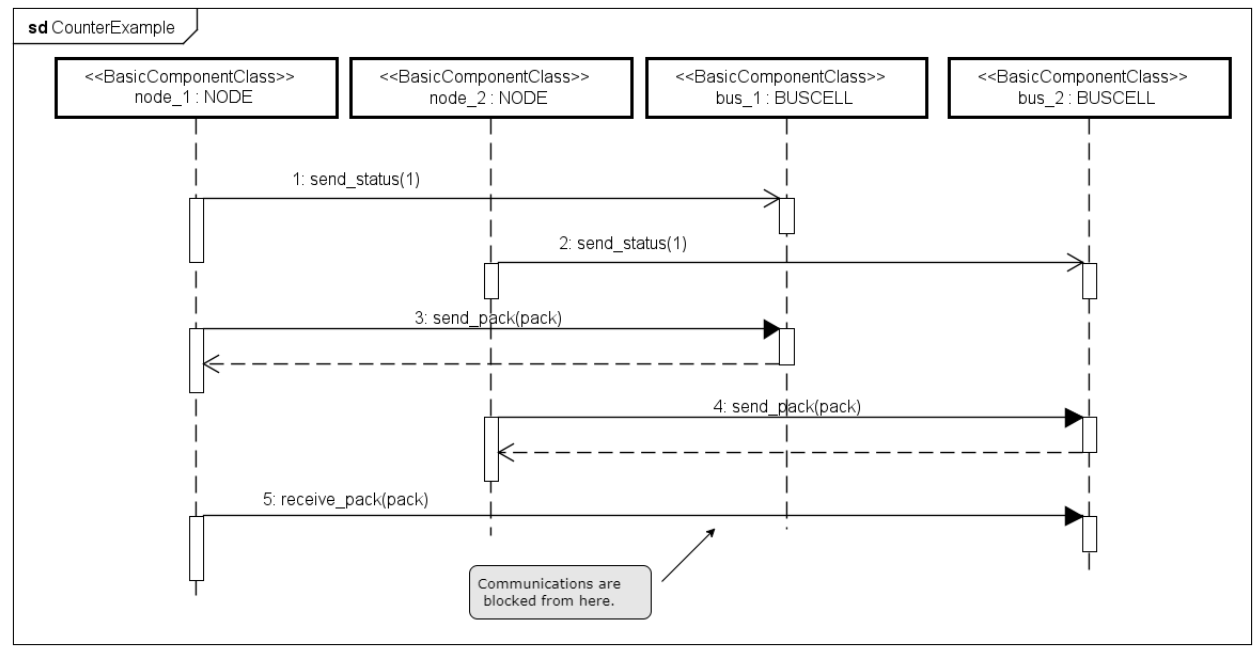 sd CounterExample
<<BasicComponentClass>>
node_1 : NODE
<<BasicComponentClass>>
node_2 : NODE
<<BasicComponentClass>>
bus_1 : BUSCELL
<<BasicComponentClass>>
bus_2 : BUSCELL
1: send_status(1)
2: send_status(1)
3: send_pack(pack)
4: send_pack(pack)
5: receive_pack(pack)
Communications are
blocked from here.